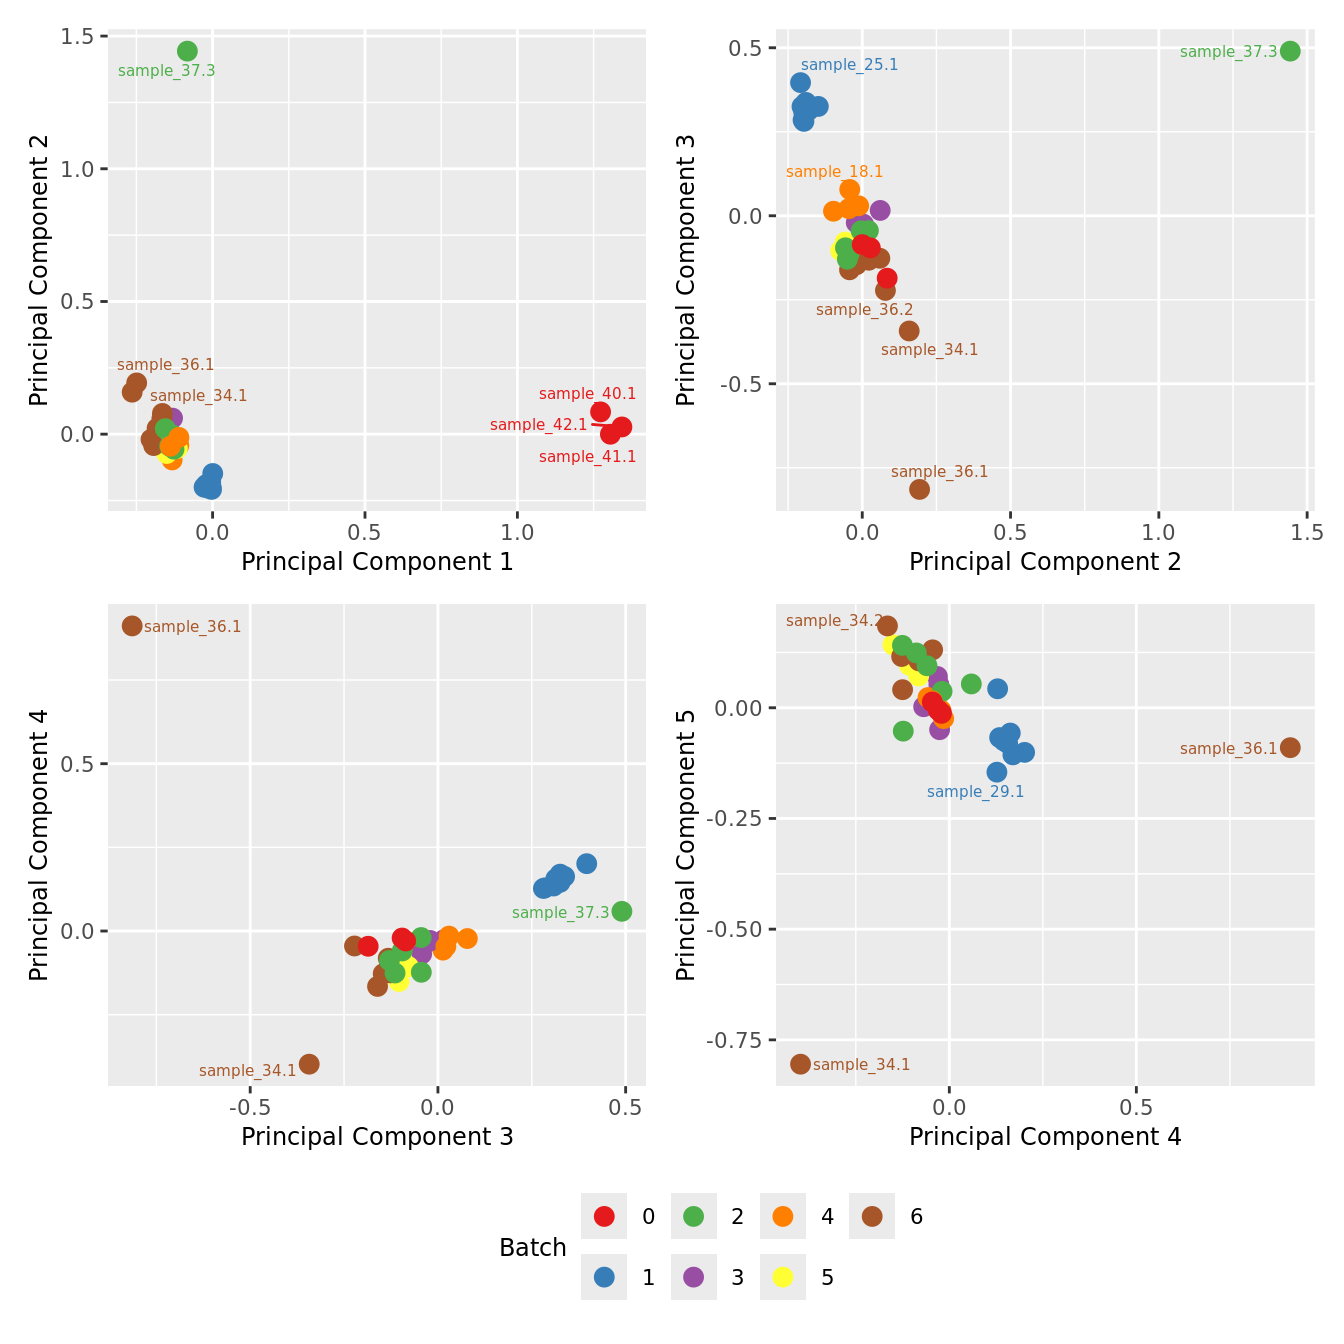 1.5
1.0
0.5
0.0
Principal Component 2
sample_37.3
sample_36.1
sample_34.1
sample_40.1
sample_42.1
sample_41.1
0.0 0.5 1.0
Principal Component 1
0.5
0.0
-0.5
Principal Component 3
sample_37.3
sample_25.1
sample_18.1
sample_36.2
sample_34.1
sample_36.1
0.0 0.5 1.0 1.5
Principal Component 2
0.5
0.0
Principal Component 4
sample_36.1
sample_37.3
sample_34.1
-0.5 0.0 0.5
Principal Component 3
0.00
-0.25
-0.50
-0.75
Principal Component 5
sample_34.2
sample_36.1
sample_29.1
sample_34.1
0.0 0.5
Principal Component 4
Batch
0 2 4 6
1 3 5